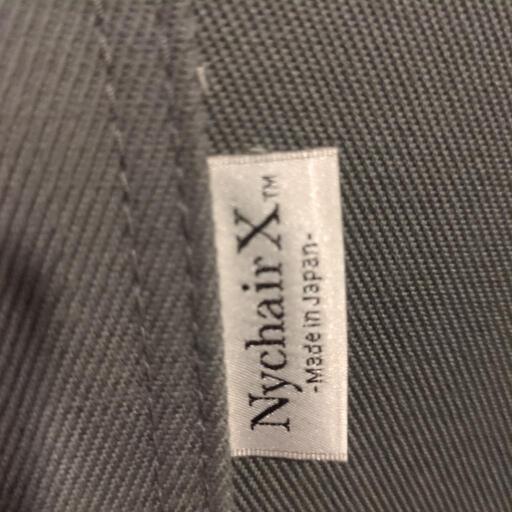 Nychair X™
-Made in Japan-